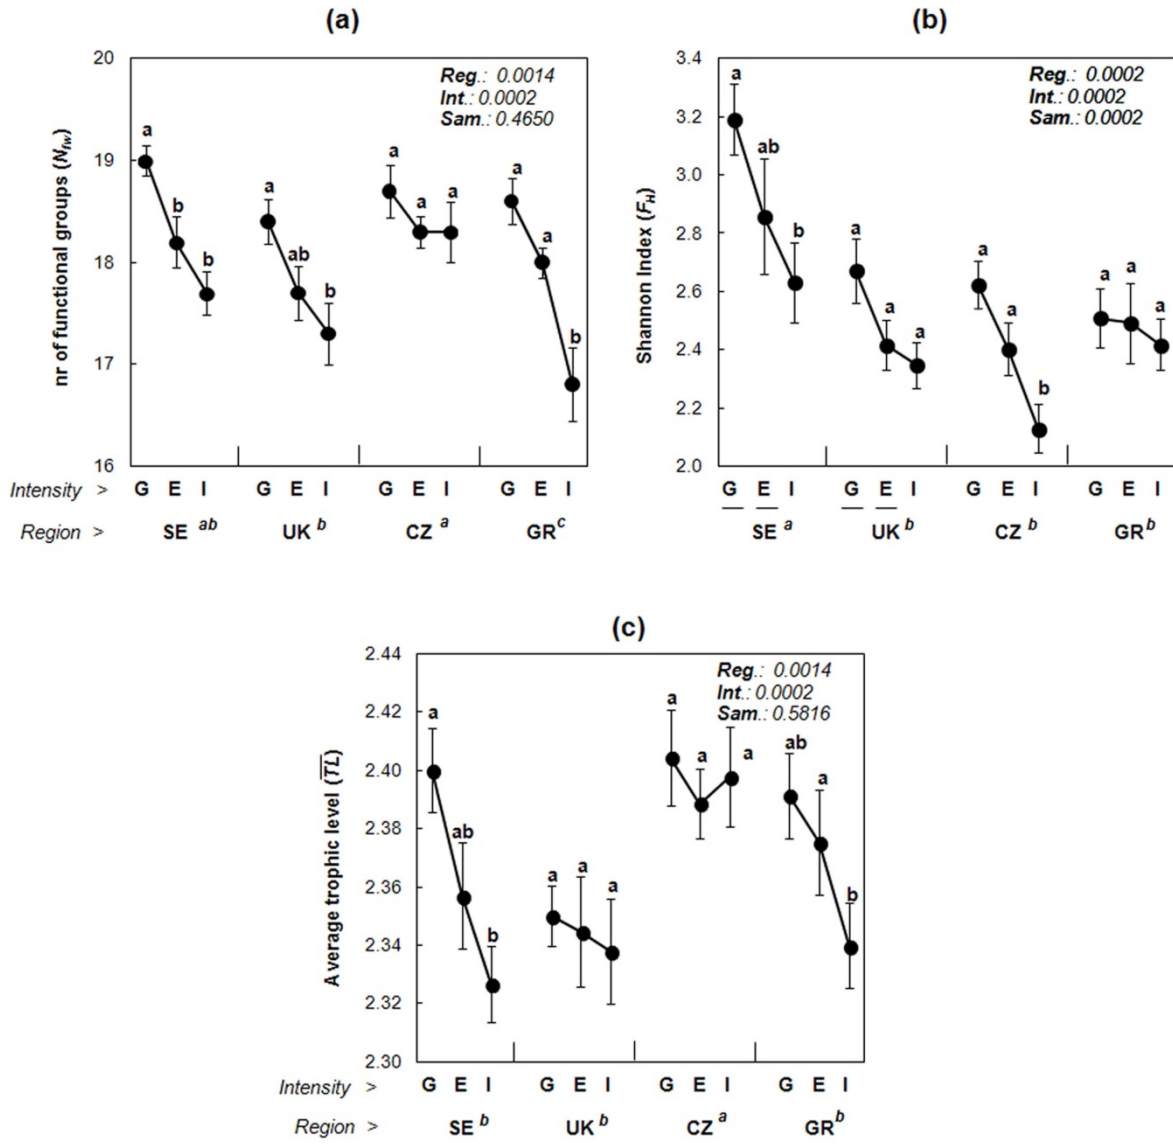 (a)
20
19
18
17
16
nr of functional groups (Nfw)
Reg.: 0.0014
Int.: 0.0002
Sam.: 0.4650
a
b
b
a
ab
b
a
a
a
a
a
b
Intensity > G E I G E I G E I G E I
Region > SE ab UK b CZ a GR c
(b)
3.4
3.2
3.0
2.8
2.6
2.4
2.2
2.0
Shannon Index (FH)
Reg.: 0.0002
Int.: 0.0002
Sam.: 0.0002
a
ab
b
a
a
a
a
a
b
a
a
a
G E I G E I G E I G E I
SE a UK b CZ b GR b
(c)
2.44
2.42
2.40
2.38
2.36
2.34
2.32
2.30
Average trophic level (TL)
Reg.: 0.0014
Int.: 0.0002
Sam.: 0.5816
a
ab
b
a
a
a
a
a
a
ab
a
b
Intensity > G E I G E I G E I G E I
Region > SE b UK b CZ a GR b